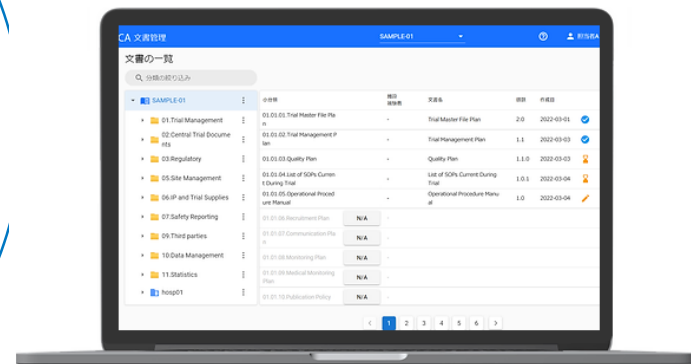 CA 文書管理
SAMPLE-01
担当者A
文書の一覧
分類の絞り込み
SAMPLE-01
01.Trial Management
02.Central Trial Docume
nts
03.Regulatory
05.Site Management
06.IP and Trial Supplies
07.Safety Reporting
09.Third parties
10.Data Management
11.Statistics
hosp01
小分類
文書名
版数
作成日
01.01.01.Trial Master File Pla
n
-
Trial Master File Plan
2.0
2022-03-01
01.01.02.Trial Management P
lan
-
Trial Management Plan
1.1
2022-03-03
01.01.03.Quality Plan
-
Quality Plan
1.1.0
2022-03-03
01.01.04.List of SOPs Curren
t During Trial
-
List of SOPs Current During
Trial
1.0.1
2022-03-04
01.01.05.Operational Proced
ure Manual
-
Operational Procedure Manu
al
1.0
2022-03-04
01.01.06.Recruitment Plan
N/A
-
01.01.07.Communication Pla
n
N/A
-
01.01.08.Monitoring Plan
N/A
-
01.01.09.Medical Monitoring
Plan
N/A
-
01.01.10.Publication Policy
N/A
-
< 1 2 3 4 5 6 >